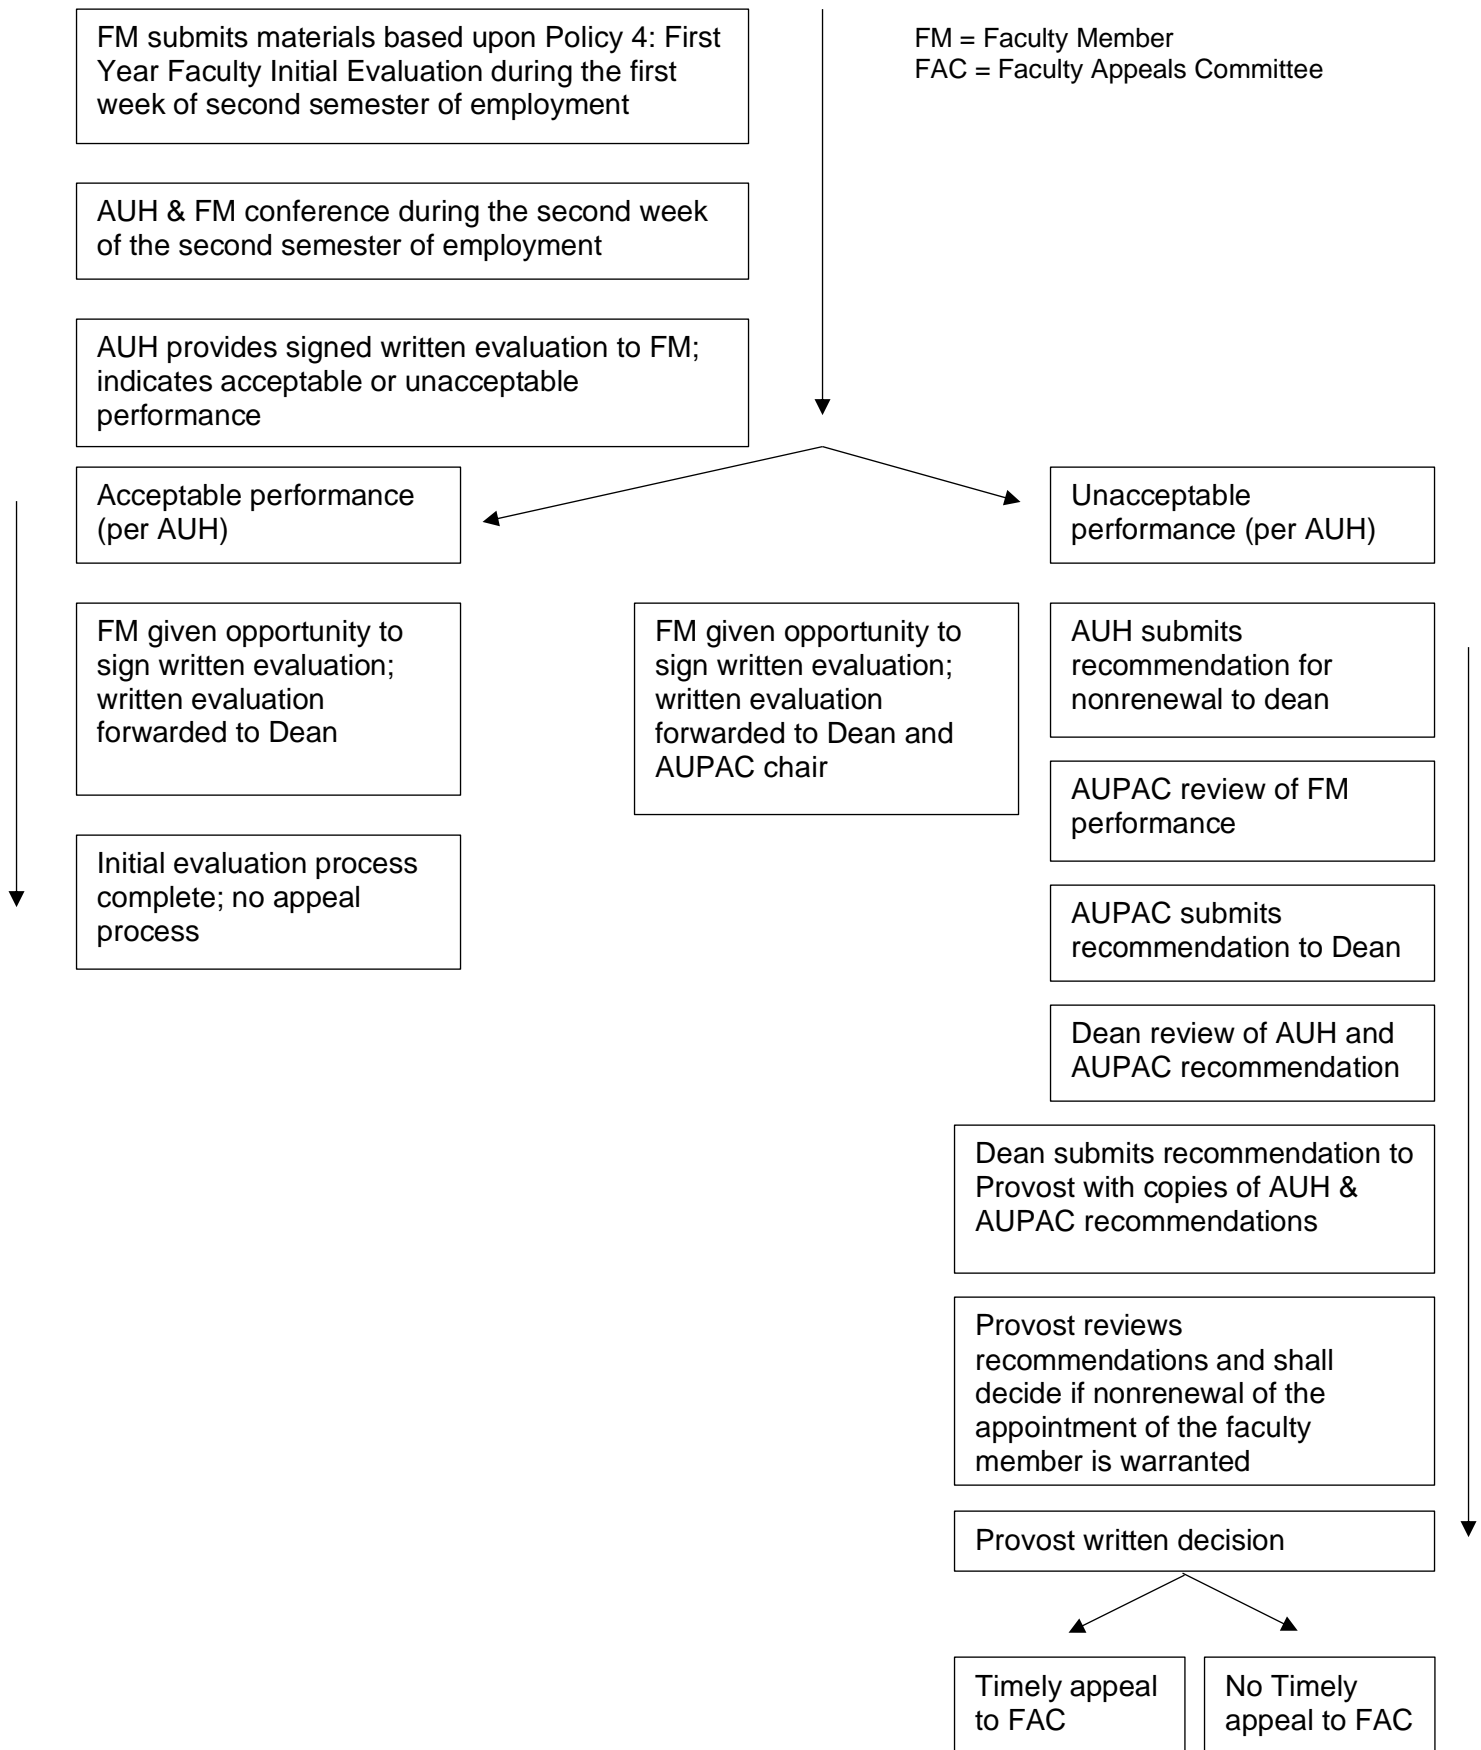 FM submits materials based upon Policy 4: First
Year Faculty Initial Evaluation during the first
week of second semester of employment
FM = Faculty Member
FAC = Faculty Appeals Committee
AUH & FM conference during the second week
of the second semester of employment
AUH provides signed written evaluation to FM;
indicates acceptable or unacceptable
performance
Acceptable performance
(per AUH)
Unacceptable
performance (per AUH)
FM given opportunity to
sign written evaluation;
written evaluation
forwarded to Dean
FM given opportunity to
sign written evaluation;
written evaluation
forwarded to Dean and
AUPAC chair
AUH submits
recommendation for
nonrenewal to dean
AUPAC review of FM
performance
Initial evaluation process
complete; no appeal
process
AUPAC submits
recommendation to Dean
Dean review of AUH and
AUPAC recommendation
Dean submits recommendation to
Provost with copies of AUH &
AUPAC recommendations
Provost reviews
recommendations and shall
decide if nonrenewal of the
appointment of the faculty
member is warranted
Provost written decision
Timely appeal
to FAC
No Timely
appeal to FAC